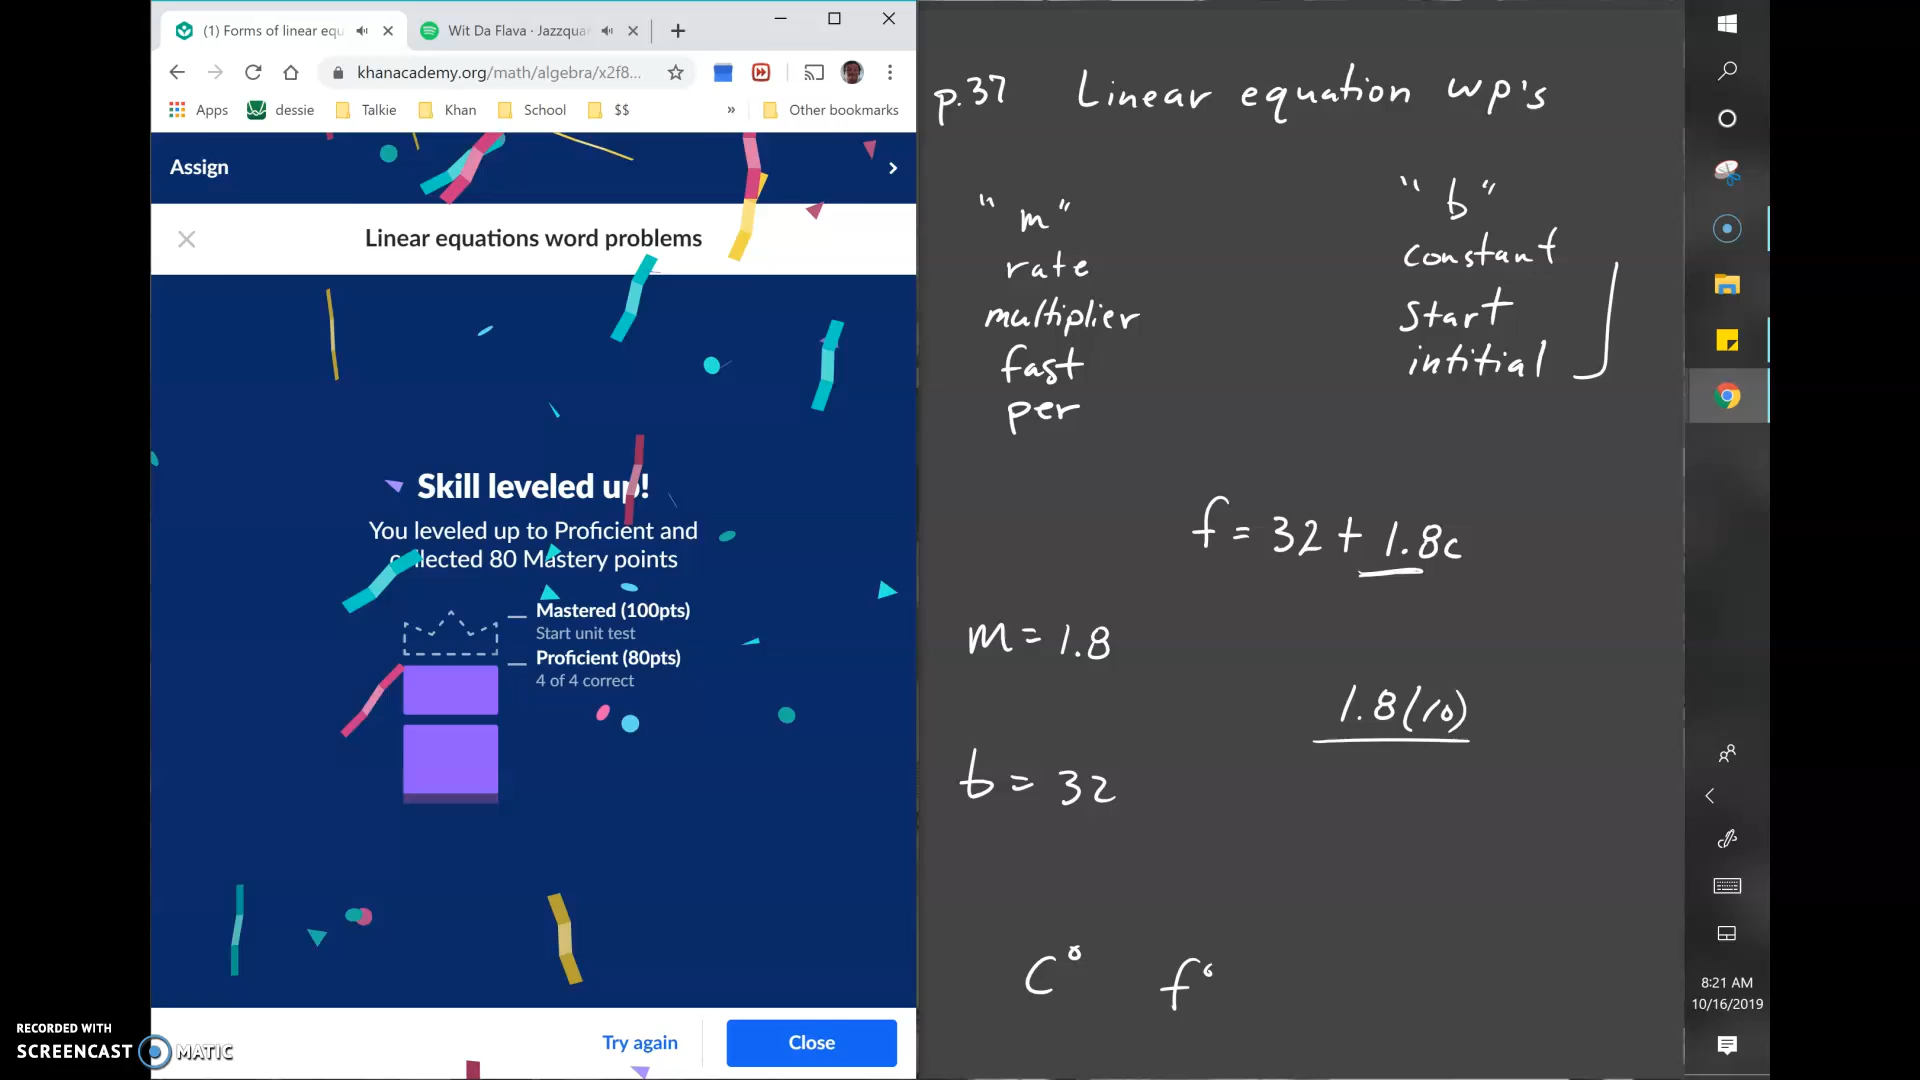 (1) Forms of linear equ
Wit Da Flava · Jazzquar
khanacademy.org/math/algebra/x2f8...
Apps
dessie
Talkie
Khan
School
$$
»
Other bookmarks
Assign
Linear equations word problems
Skill leveled up!
You leveled up to Proficient and
collected 80 Mastery points
Mastered (100pts)
Start unit test
Proficient (80pts)
4 of 4 correct
Try again
Close
p.37 Linear equation wp's
"m"
rate
multiplier
fast
per
"b"
constant
start
intitial
f = 32 + 1.8c
m = 1.8
1.8(10)
b = 32
c° f°
8:21 AM
10/16/2019
RECORDED WITH
SCREENCAST MATIC